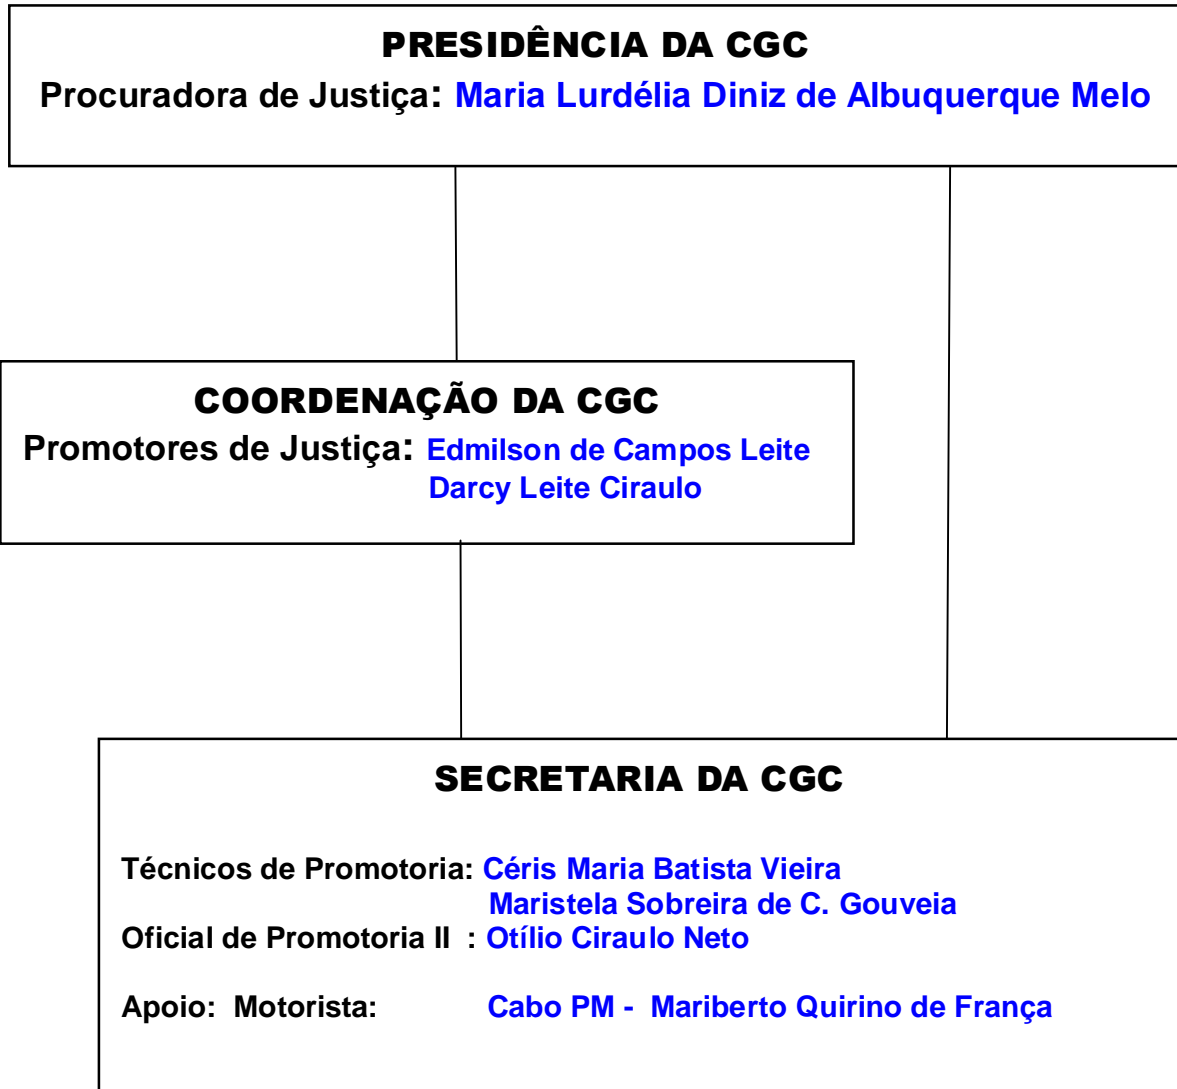 PRESIDÊNCIA DA CGC
Procuradora de Justiça: Maria Lurdélia Diniz de Albuquerque Melo
COORDENAÇÃO DA CGC
Promotores de Justiça: Edmilson de Campos Leite
Darcy Leite Ciraulo
SECRETARIA DA CGC
Técnicos de Promotoria: Céris Maria Batista Vieira
Maristela Sobreira de C. Gouveia
Oficial de Promotoria II : Otílio Ciraulo Neto
Apoio: Motorista: Cabo PM - Mariberto Quirino de França